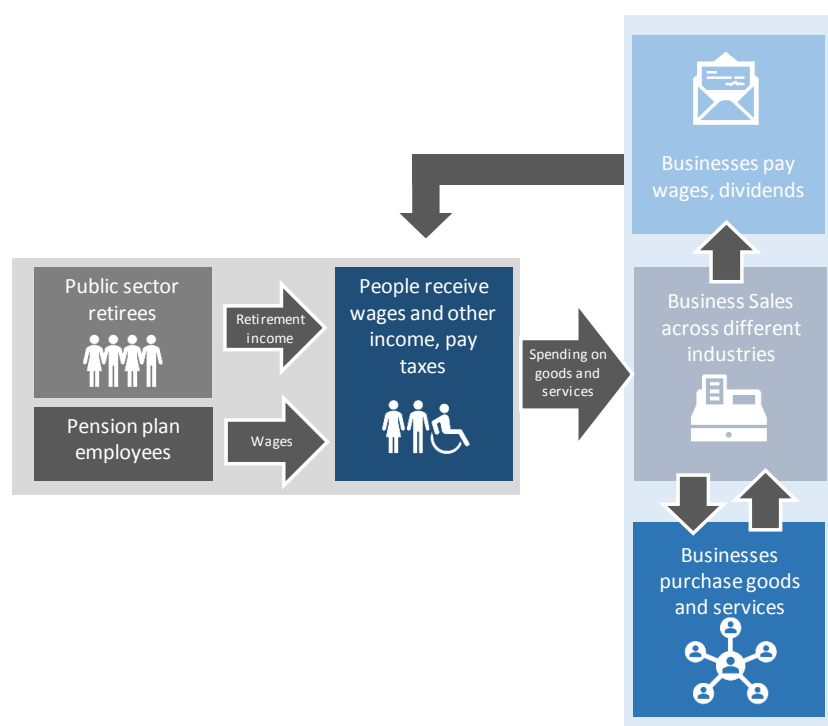 Businesses pay
wages, dividends
Public sector
retirees
Retirement
income
People receive
wages and other
income, pay
taxes
Spending on
goods and
services
Business Sales
across different
industries
Pension plan
employees
Wages
Businesses
purchase goods
and services